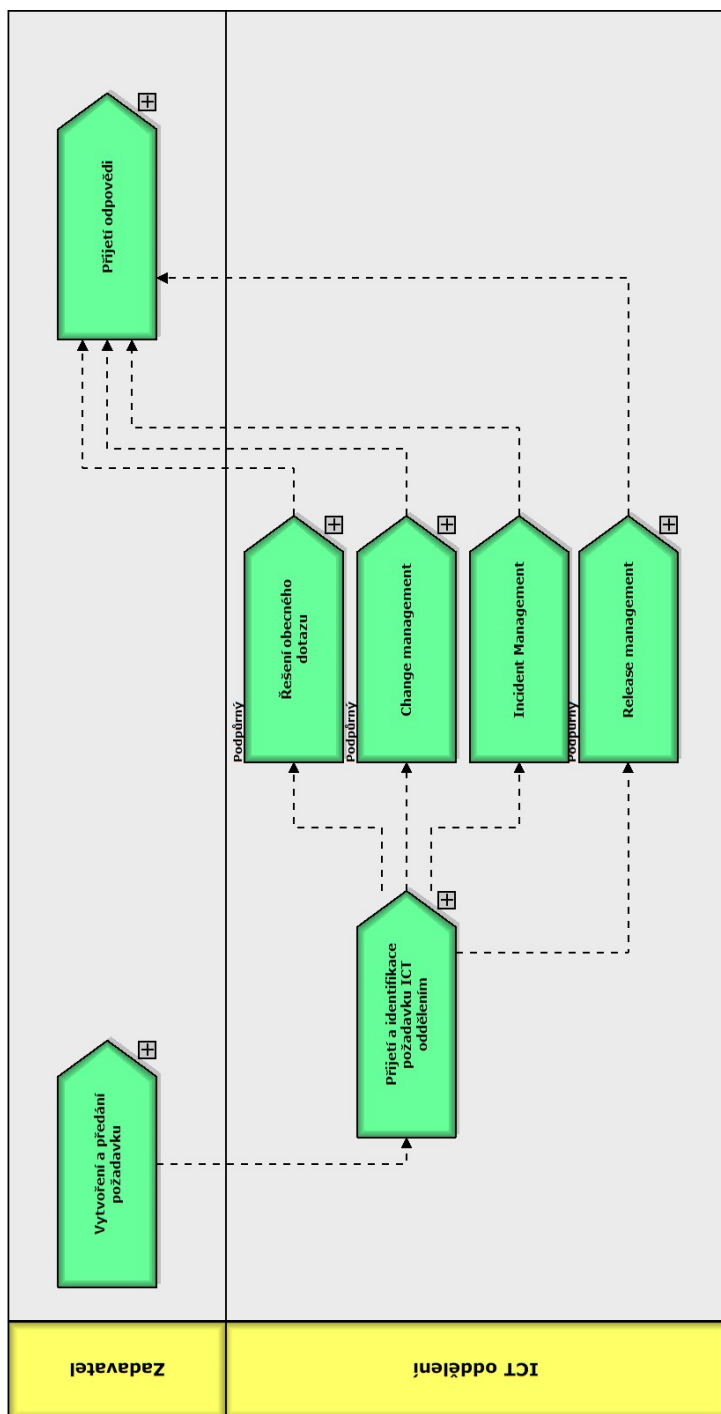 Zadavatel
Vytvoření a předání
požadavku
Přijetí odpovědi
ICT oddělení
Přijetí a identifikace
požadavku ICT
oddělením
Podpůrný
Řešení obecného
dotazu
Podpůrný
Change management
Incident Management
Podpůrný
Release management